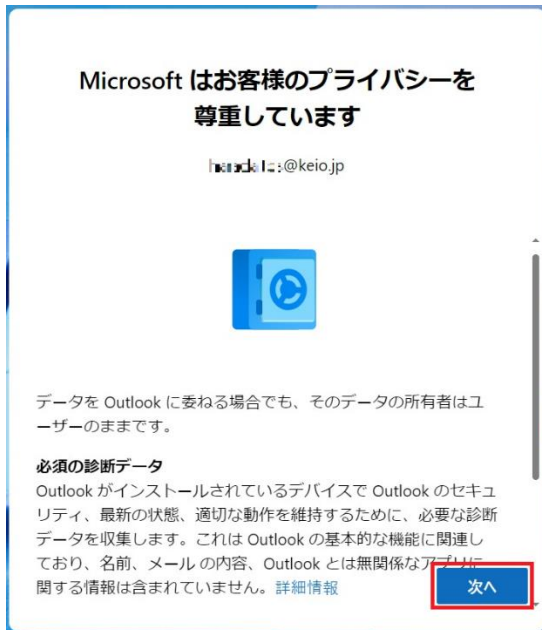 Microsoft はお客様のプライバシーを
尊重しています
@keio.jp
データを Outlook に委ねる場合でも、そのデータの所有者はユ
ーザーのままです。
必須の診断データ
Outlook がインストールされているデバイスで Outlook のセキュ
リティ、最新の状態、適切な動作を維持するために、必要な診断
データを収集します。これは Outlook の基本的な機能に関連し
ており、名前、メール の内容、Outlook とは無関係なアプリに
関する情報は含まれていません。詳細情報
次へ